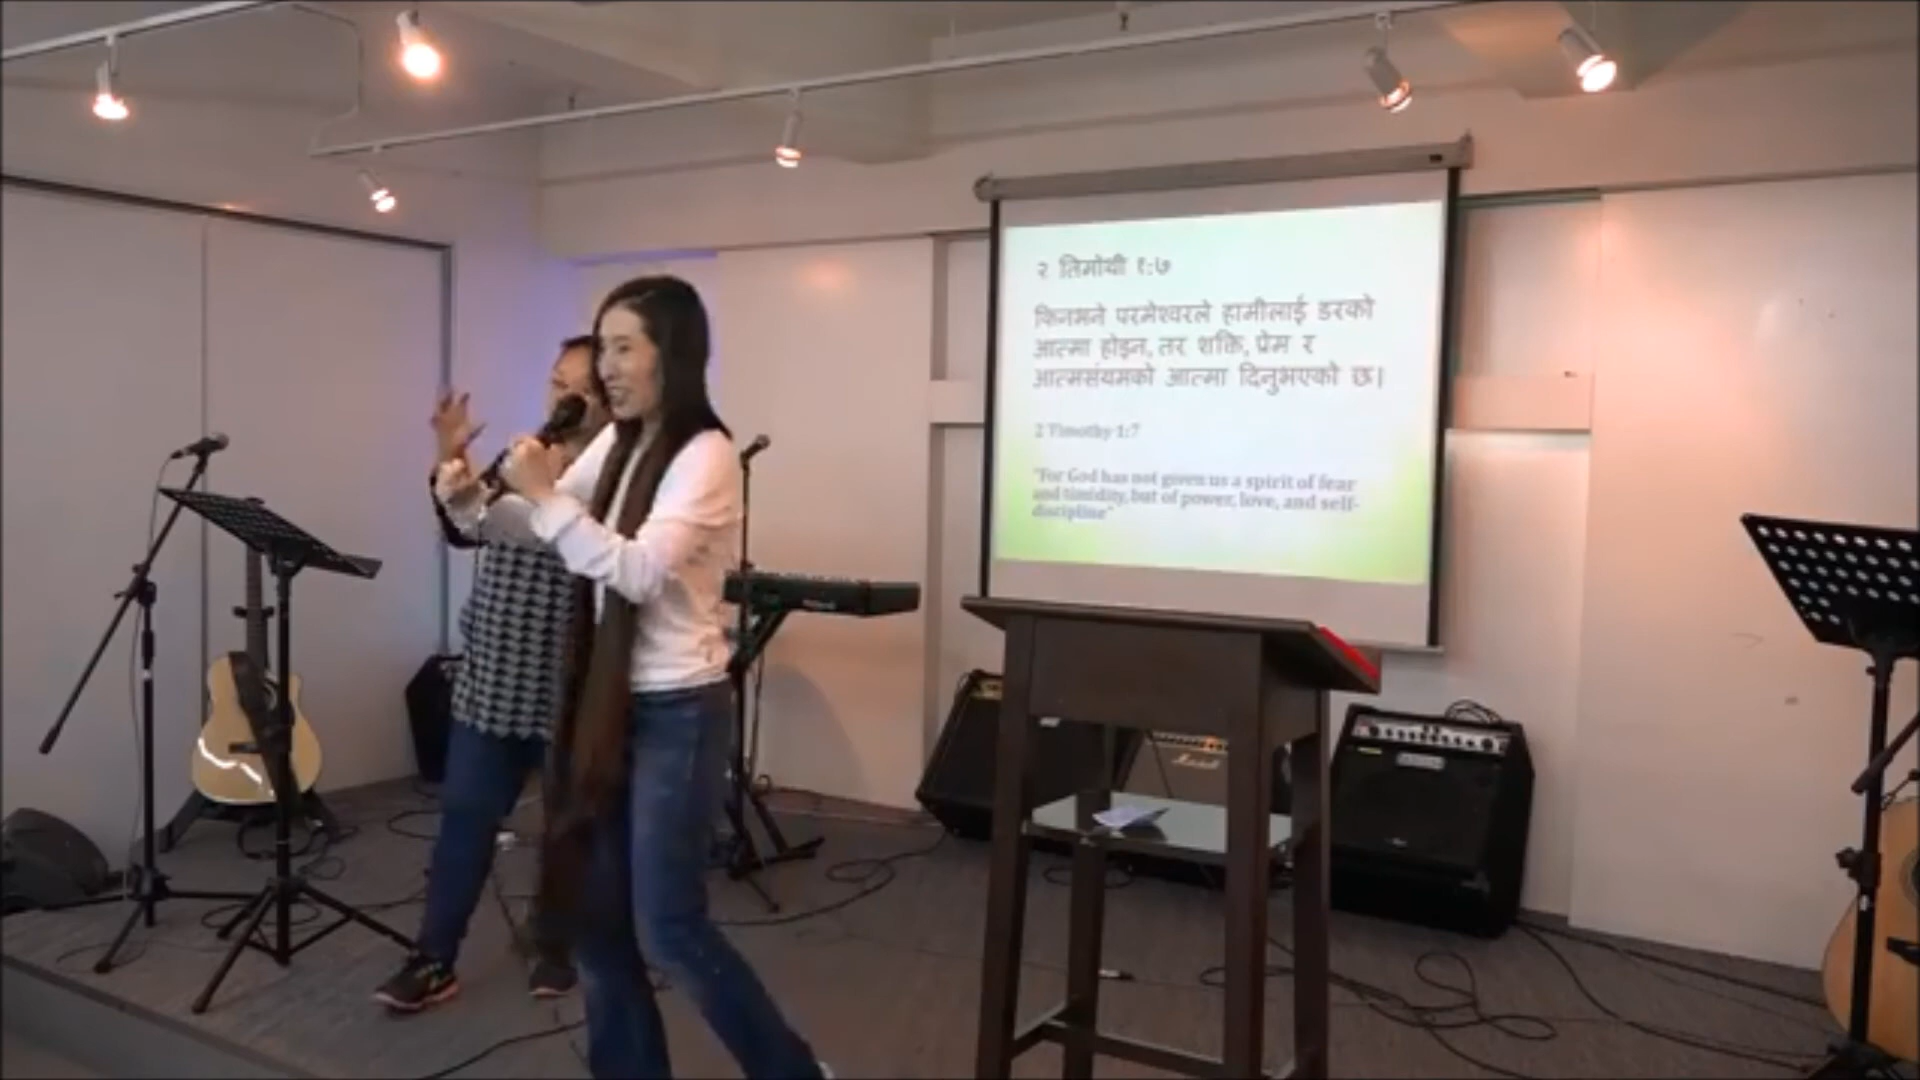 २ तिमोथी १:७
किनभने परमेश्वरले हामीलाई डरको
आत्मा होइन, तर शक्ति, प्रेम र
आत्मसंयमको आत्मा दिनुभएको छ।
2 Timothy 1:7
"For God has not given us a spirit of fear
and timidity, but of power, love, and self-
discipline"
Marshall